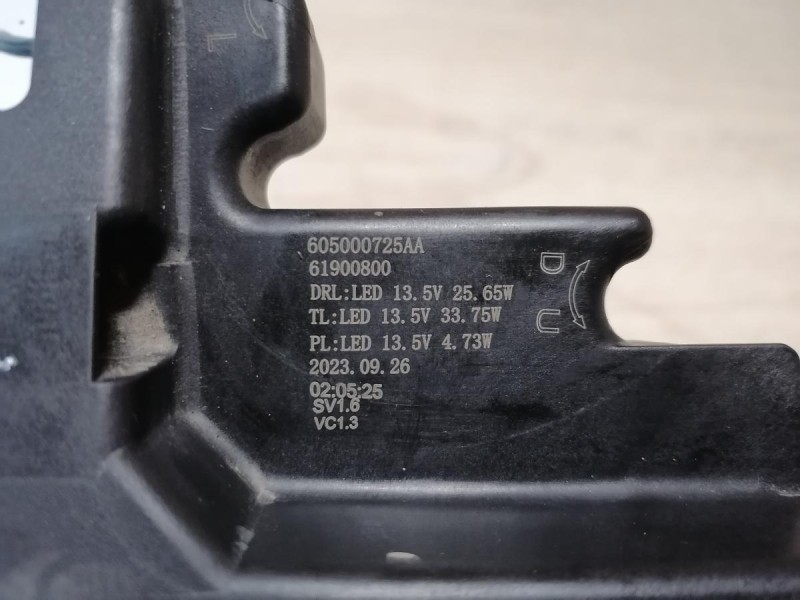 L
605000725AA
61900800
DRL:LED 13.5V 25.65W
TL:LED 13.5V 33.75W
PL:LED 13.5V 4.73W
2023.09.26
02:05:25
SV1.6
VC1.3
D
U